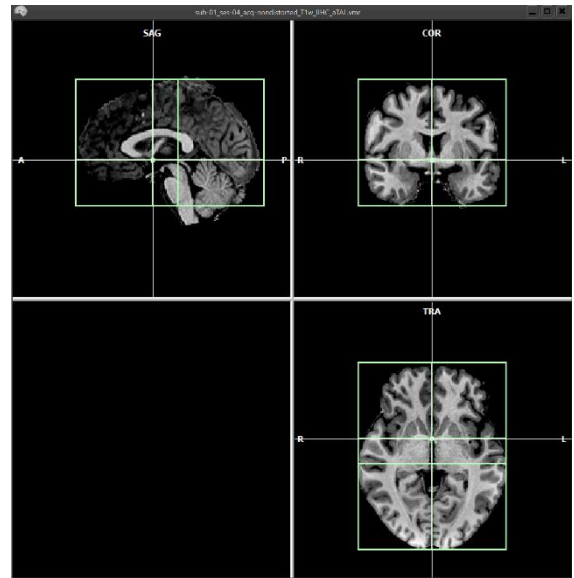 sub-01_ses-04_acq-nondistorted_T1w_IIHC_aTAL.vmr
SAG
COR
A
P
R
L
TRA
R
L